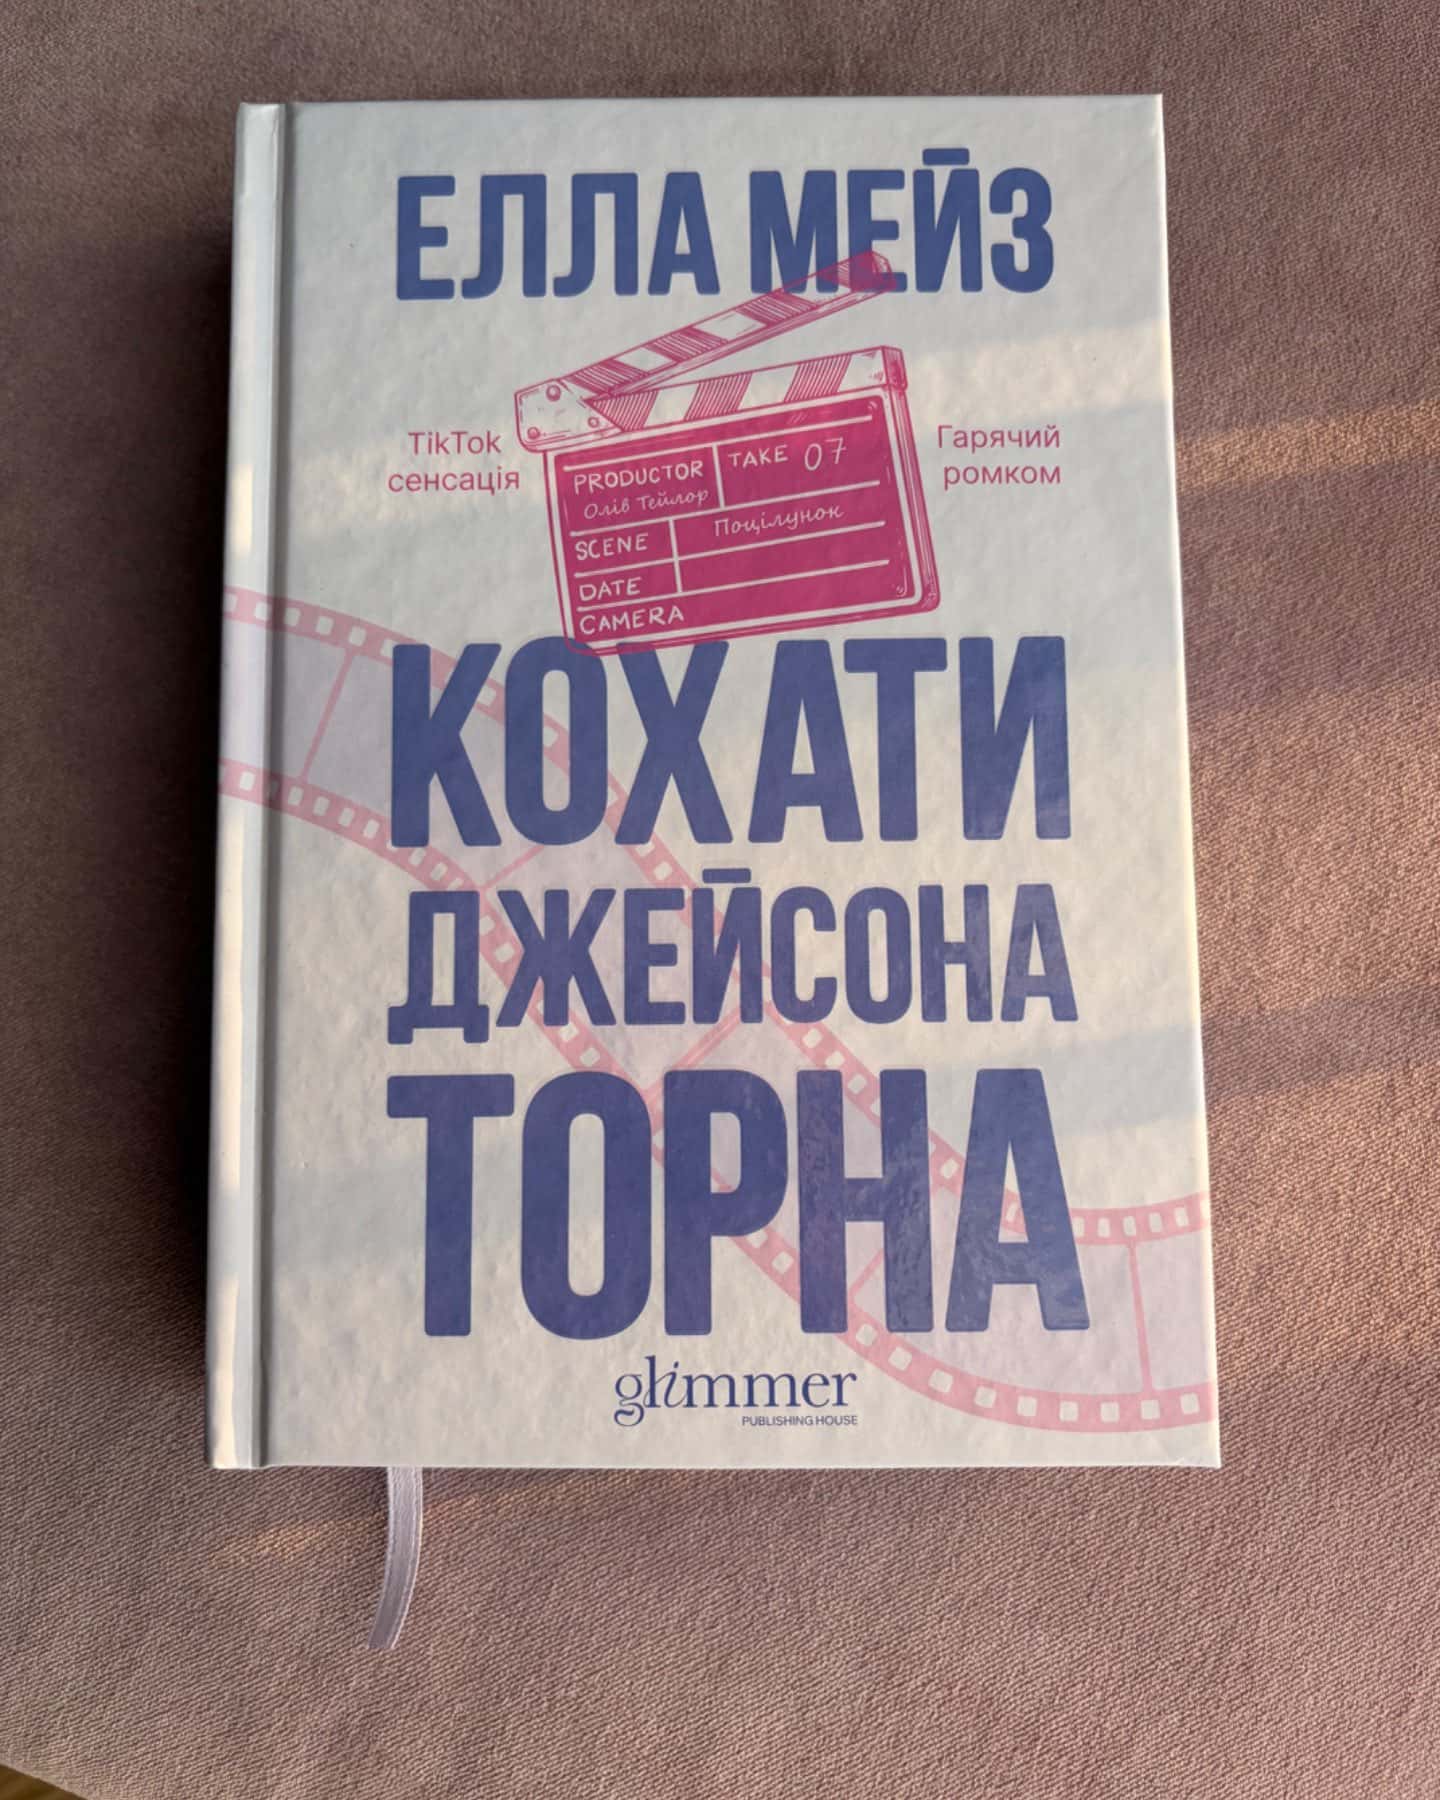 ЕЛЛА МЕЙЗ
TikTok
сенсація
Гарячий
ромком
PRODUCTOR
Олів Тейлор
TAKE 07
SCENE
Поцілунок
DATE
CAMERA
КОХАТИ
ДЖЕЙСОНА
ТОРНА
glimmer
PUBLISHING HOUSE